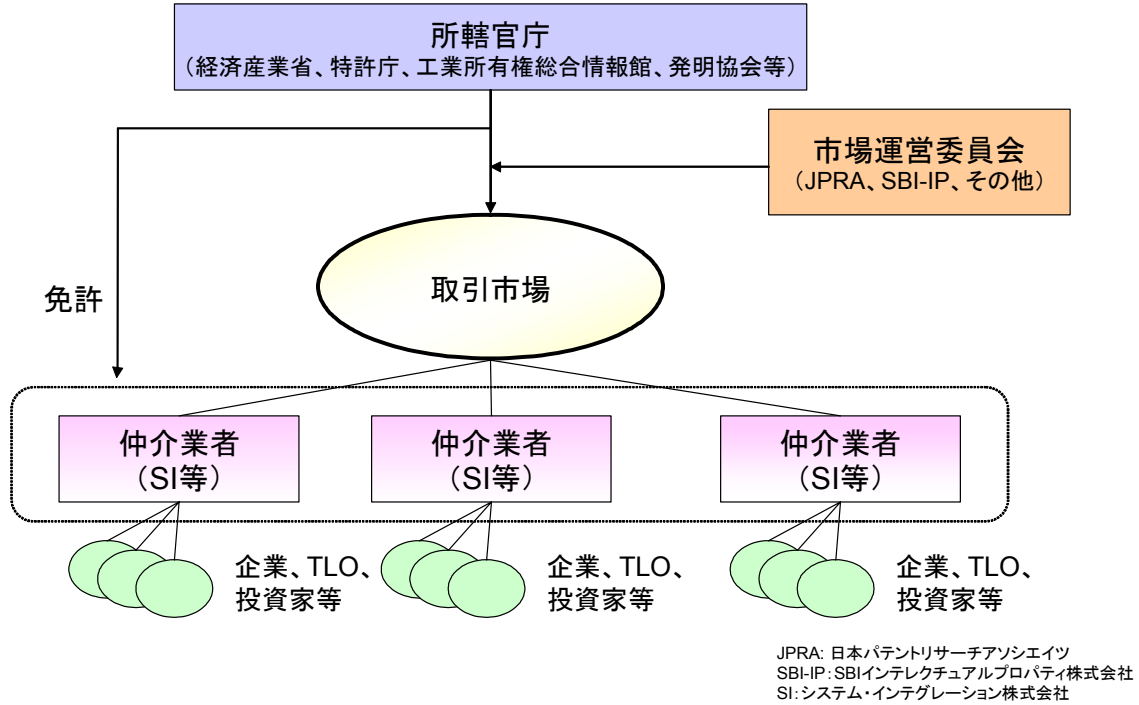 所轄官庁
（経済産業省、特許庁、工業所有権総合情報館、発明協会等）
市場運営委員会
（JPRA、SBI-IP、その他）
取引市場
免許
仲介業者
（SI等）
仲介業者
（SI等）
仲介業者
（SI等）
企業、TLO、
投資家等
企業、TLO、
投資家等
企業、TLO、
投資家等
JPRA: 日本パテントリサーチアソシエイツ
SBI-IP：SBIインテレクチュアルプロパティ株式会社
SI：システム・インテグレーション株式会社